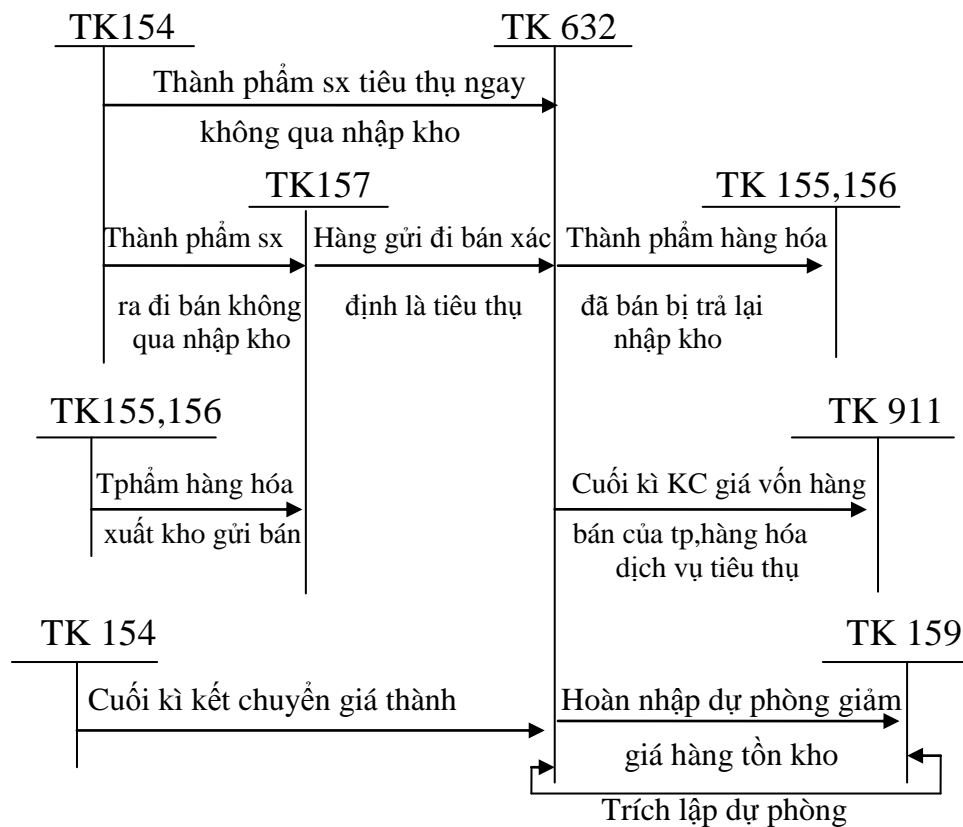 TK154
TK 632
Thành phẩm sx tiêu thụ ngay
không qua nhập kho
TK157
TK 155,156
Thành phẩm sx
Hàng gửi đi bán xác
Thành phẩm hàng hóa
ra đi bán không
qua nhập kho
định là tiêu thụ
đã bán bị trả lại
nhập kho
TK155,156
TK 911
Tphẩm hàng hóa
xuất kho gửi bán
Cuối kì KC giá vốn hàng
bán của tp,hàng hóa
dịch vụ tiêu thụ
TK 154
TK 159
Cuối kì kết chuyển giá thành
Hoàn nhập dự phòng giảm
giá hàng tồn kho
Trích lập dự phòng